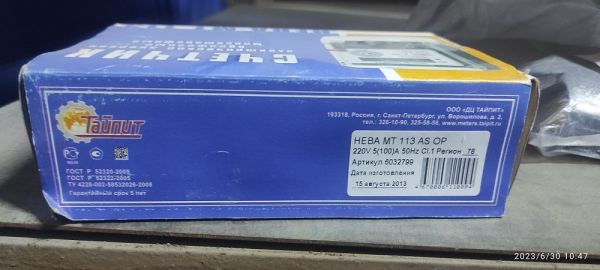 СЧЕТЧИК
Тайпит
ООО «ДЦ ТАЙПИТ»
193318, Россия, г. Санкт-Петербург, ул. Ворошилова, д. 2,
тел.: 326-10-90, 325-58-58, www.meters.taipit.ru
НЕВА МТ 113 AS OP
220V 5(100)A 50Hz Cl.1 Регион 78
Артикул 6032799
Дата изготовления
15 августа 2013
4670006110094
ГОСТ Р 52320-2005
ГОСТ Р 52322-2005
ТУ 4228-002-58532026-2008
Гарантийный срок 5 лет
2023/6/30 10:47